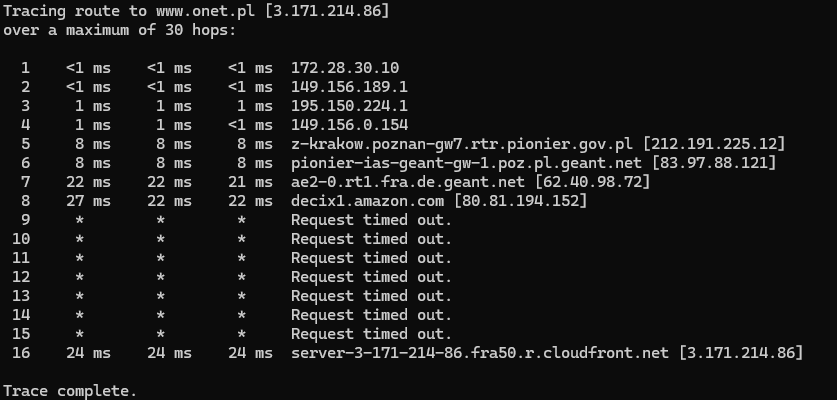 Tracing route to www.onet.pl [3.171.214.86]
over a maximum of 30 hops:

  1    <1 ms    <1 ms    <1 ms  172.28.30.10
  2    <1 ms    <1 ms    <1 ms  149.156.189.1
  3     1 ms     1 ms     1 ms  195.150.224.1
  4     1 ms     1 ms    <1 ms  149.156.0.154
  5     8 ms     8 ms     8 ms  z-krakow.poznan-gw7.rtr.pionier.gov.pl [212.191.225.12]
  6     8 ms     8 ms     8 ms  pionier-ias-geant-gw-1.poz.pl.geant.net [83.97.88.121]
  7    22 ms    22 ms    21 ms  ae2-0.rt1.fra.de.geant.net [62.40.98.72]
  8    27 ms    22 ms    22 ms  decix1.amazon.com [80.81.194.152]
  9     *        *        *     Request timed out.
 10     *        *        *     Request timed out.
 11     *        *        *     Request timed out.
 12     *        *        *     Request timed out.
 13     *        *        *     Request timed out.
 14     *        *        *     Request timed out.
 15     *        *        *     Request timed out.
 16    24 ms    24 ms    24 ms  server-3-171-214-86.fra50.r.cloudfront.net [3.171.214.86]

Trace complete.